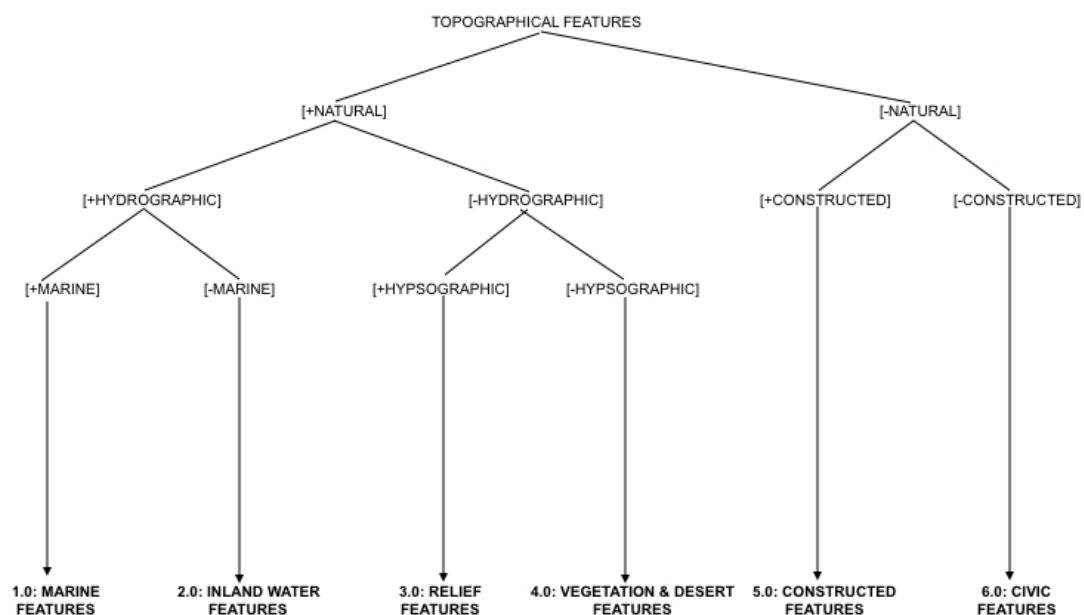 TOPOGRAPHICAL FEATURES
[+NATURAL] [-NATURAL]
[+HYDROGRAPHIC] [-HYDROGRAPHIC] [+CONSTRUCTED] [-CONSTRUCTED]
[+MARINE] [-MARINE] [+HYPSOGRAPHIC] [-HYPSOGRAPHIC]
1.0: MARINE 2.0: INLAND WATER 3.0: RELIEF 4.0: VEGETATION & DESERT 5.0: CONSTRUCTED 6.0: CIVIC
FEATURES FEATURES FEATURES FEATURES FEATURES FEATURES